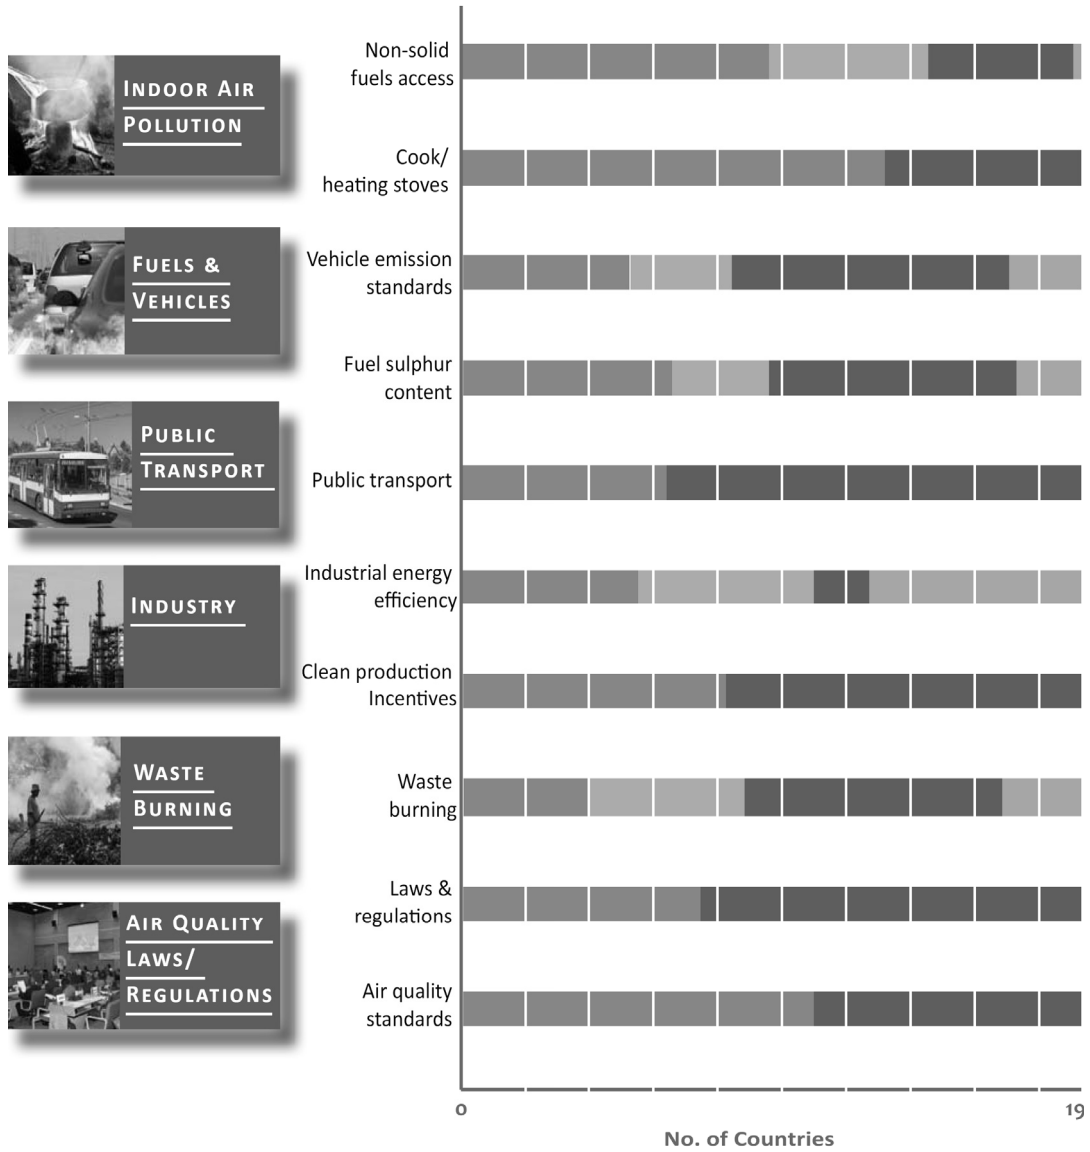 INDOOR AIR
POLLUTION
FUELS &
VEHICLES
PUBLIC
TRANSPORT
INDUSTRY
WASTE
BURNING
AIR QUALITY
LAWS/
REGULATIONS
Non-solid
fuels access
Cook/
heating stoves
Vehicle emission
standards
Fuel sulphur
content
Public transport
Industrial energy
efficiency
Clean production
Incentives
Waste
burning
Laws &
regulations
Air quality
standards
0
19
No. of Countries